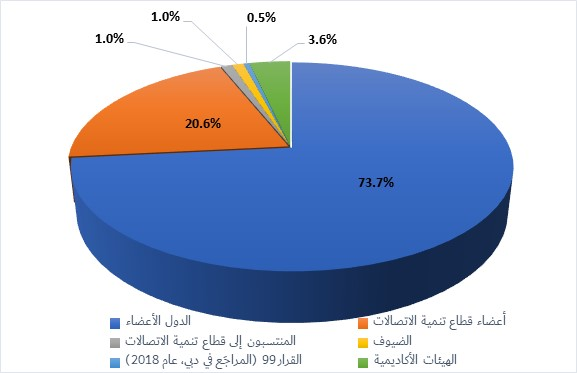 1.0%
0.5%
1.0%
3.6%
20.6%
73.7%
الدول الأعضاء
أعضاء قطاع تنمية الاتصالات
المنتسبون إلى قطاع تنمية الاتصالات
الضيوف
القرار 99 (المراجَع في دبي، عام 2018)
الهيئات الأكاديمية